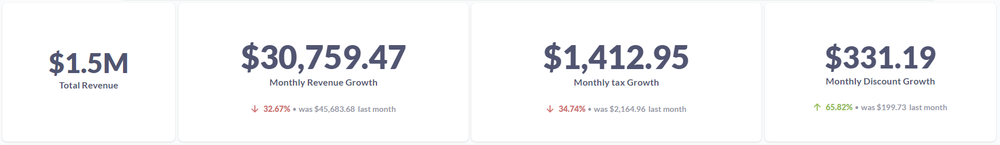 $1.5M
Total Revenue
$30,759.47
Monthly Revenue Growth
↓ 32.67% • was $45,683.68 last month
$1,412.95
Monthly tax Growth
↓ 34.74% • was $2,164.96 last month
$331.19
Monthly Discount Growth
↑ 65.82% • was $199.73 last month